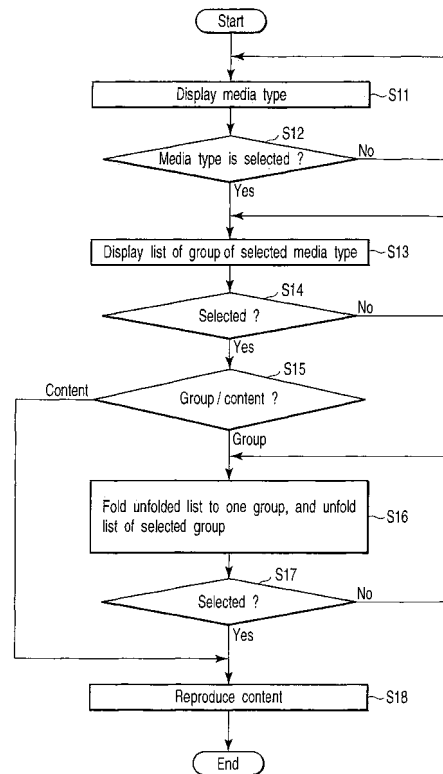 Start
Display media type
S11
S12
Media type is selected ?
No
Yes
Display list of group of selected media type
S13
S14
Selected ?
No
Yes
S15
Content
Group / content ?
Group
Fold unfolded list to one group, and unfold
list of selected group
S16
S17
Selected ?
No
Yes
Reproduce content
S18
End